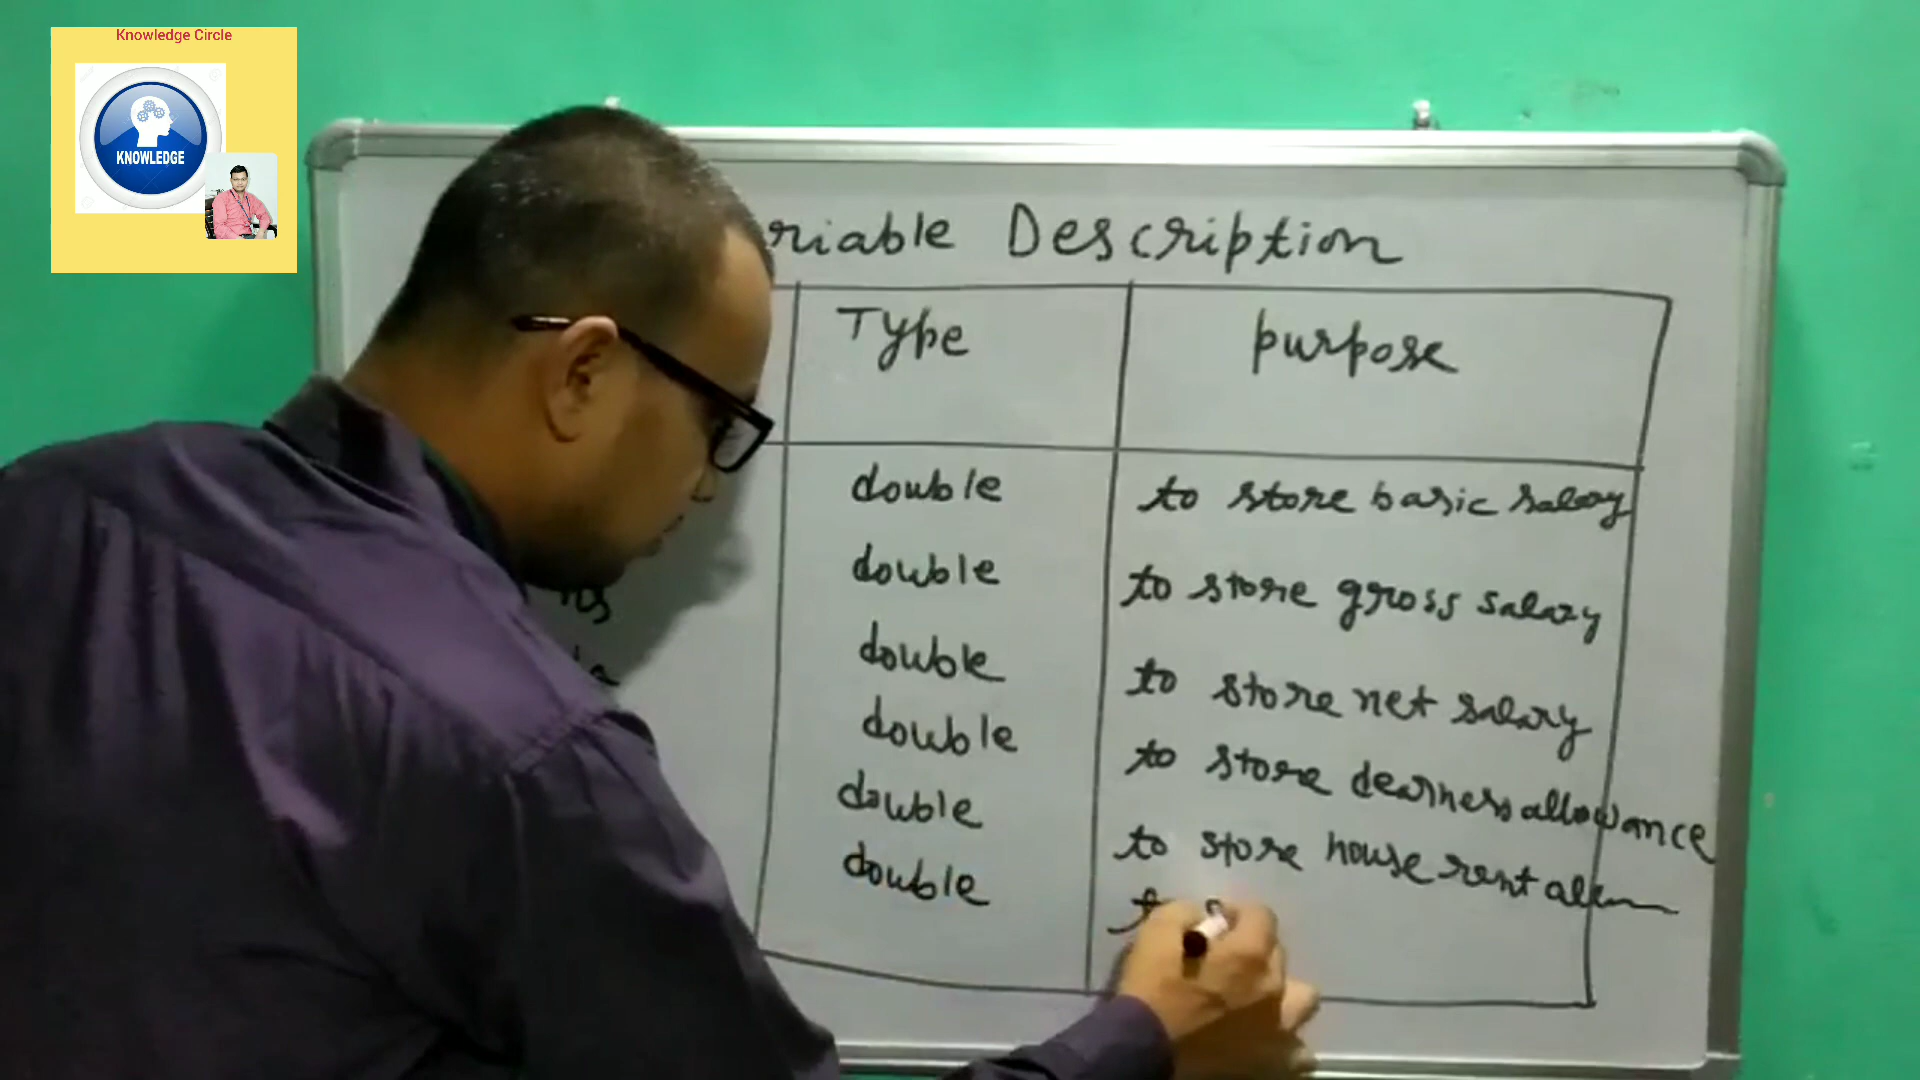 Knowledge Circle
KNOWLEDGE
riable Description
Type purpose
double to store basic salary
double to store gross salary
double to store net salary
double to store dearness allowance
double to store house rent
double